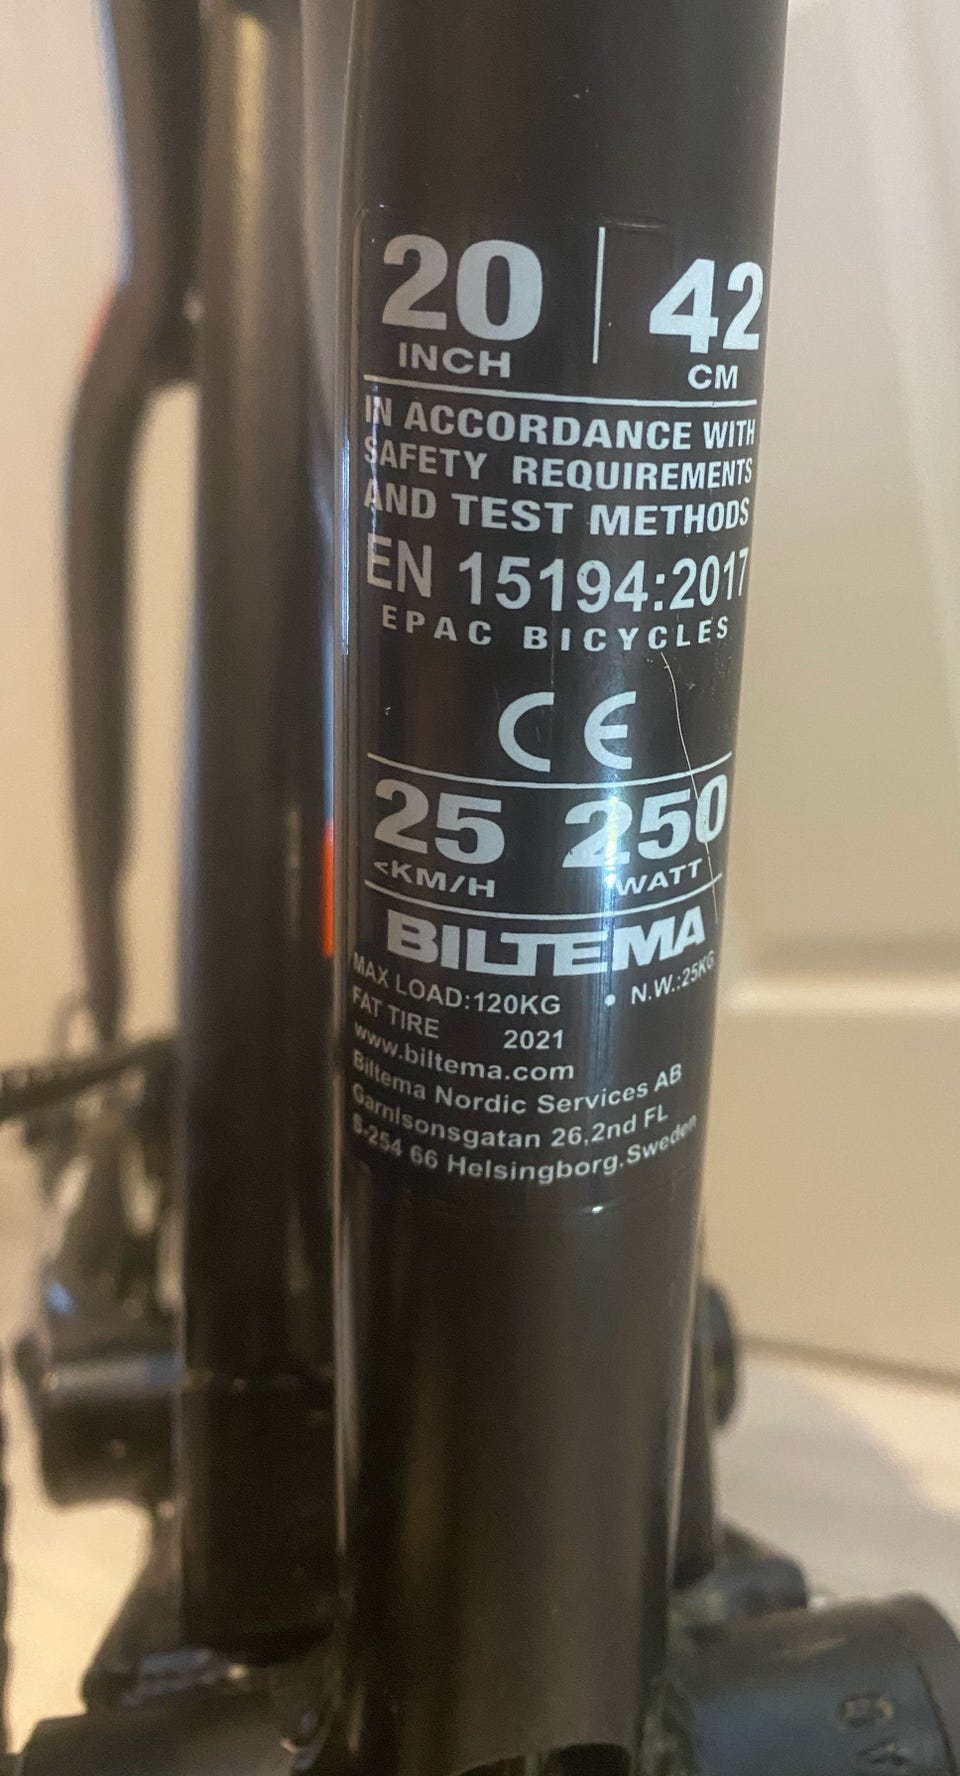 20 | 42
INCH CM
IN ACCORDANCE WITH
SAFETY REQUIREMENTS
AND TEST METHODS
EN 15194:2017
EPAC BICYCLES
CE
25 250
<KM/H WATT
BILTEMA
MAX LOAD:120KG • N.W.:25KG
FAT TIRE 2021
www.biltema.com
Biltema Nordic Services AB
Garnisonsgatan 26,2nd FL
S-254 66 Helsingborg.Sweden